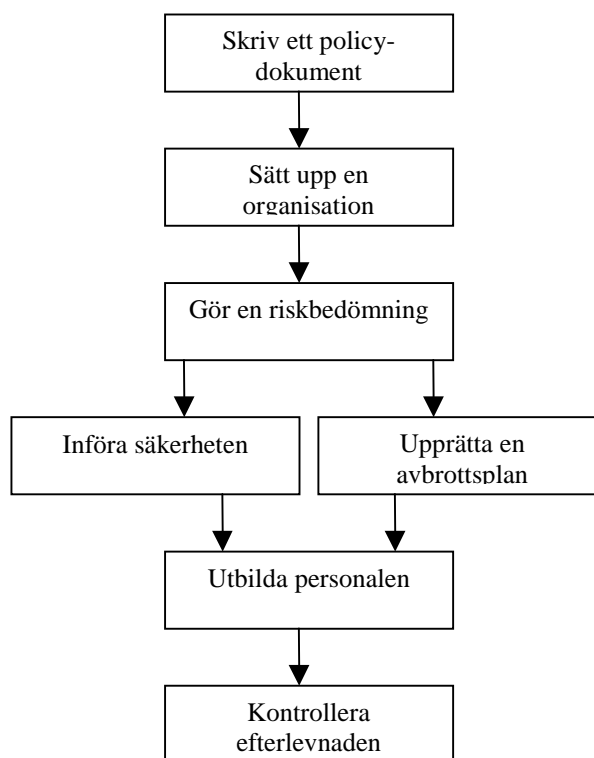 Skriv ett policy-
dokument
Sätt upp en
organisation
Gör en riskbedömning
Införa säkerheten
Upprätta en
avbrottsplan
Utbilda personalen
Kontrollera
efterlevnaden